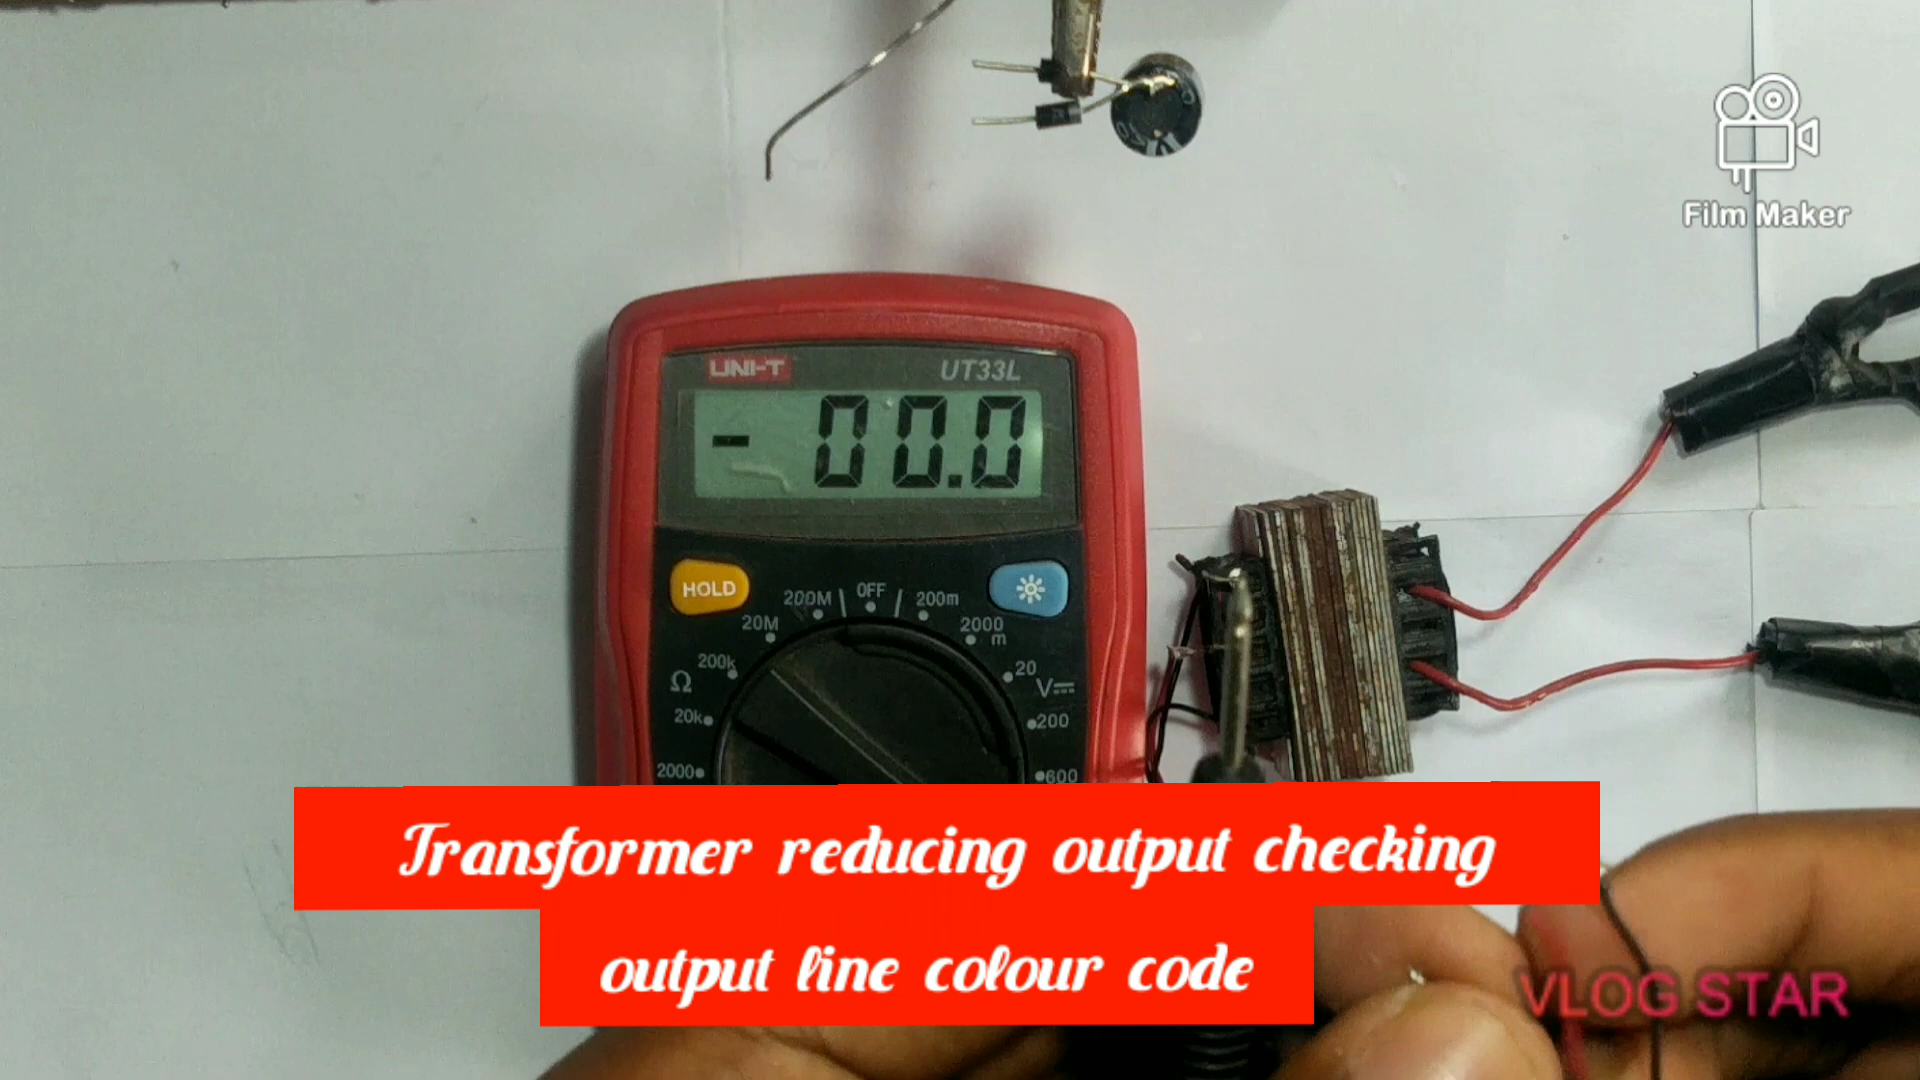 Film Maker
UNI-T UT33L
- 00.0
HOLD
200M OFF 200m
20M 2000
m
200k 20
Ω V
20k 200
2000 600
Transformer reducing output checking
output line colour code
VLOG STAR